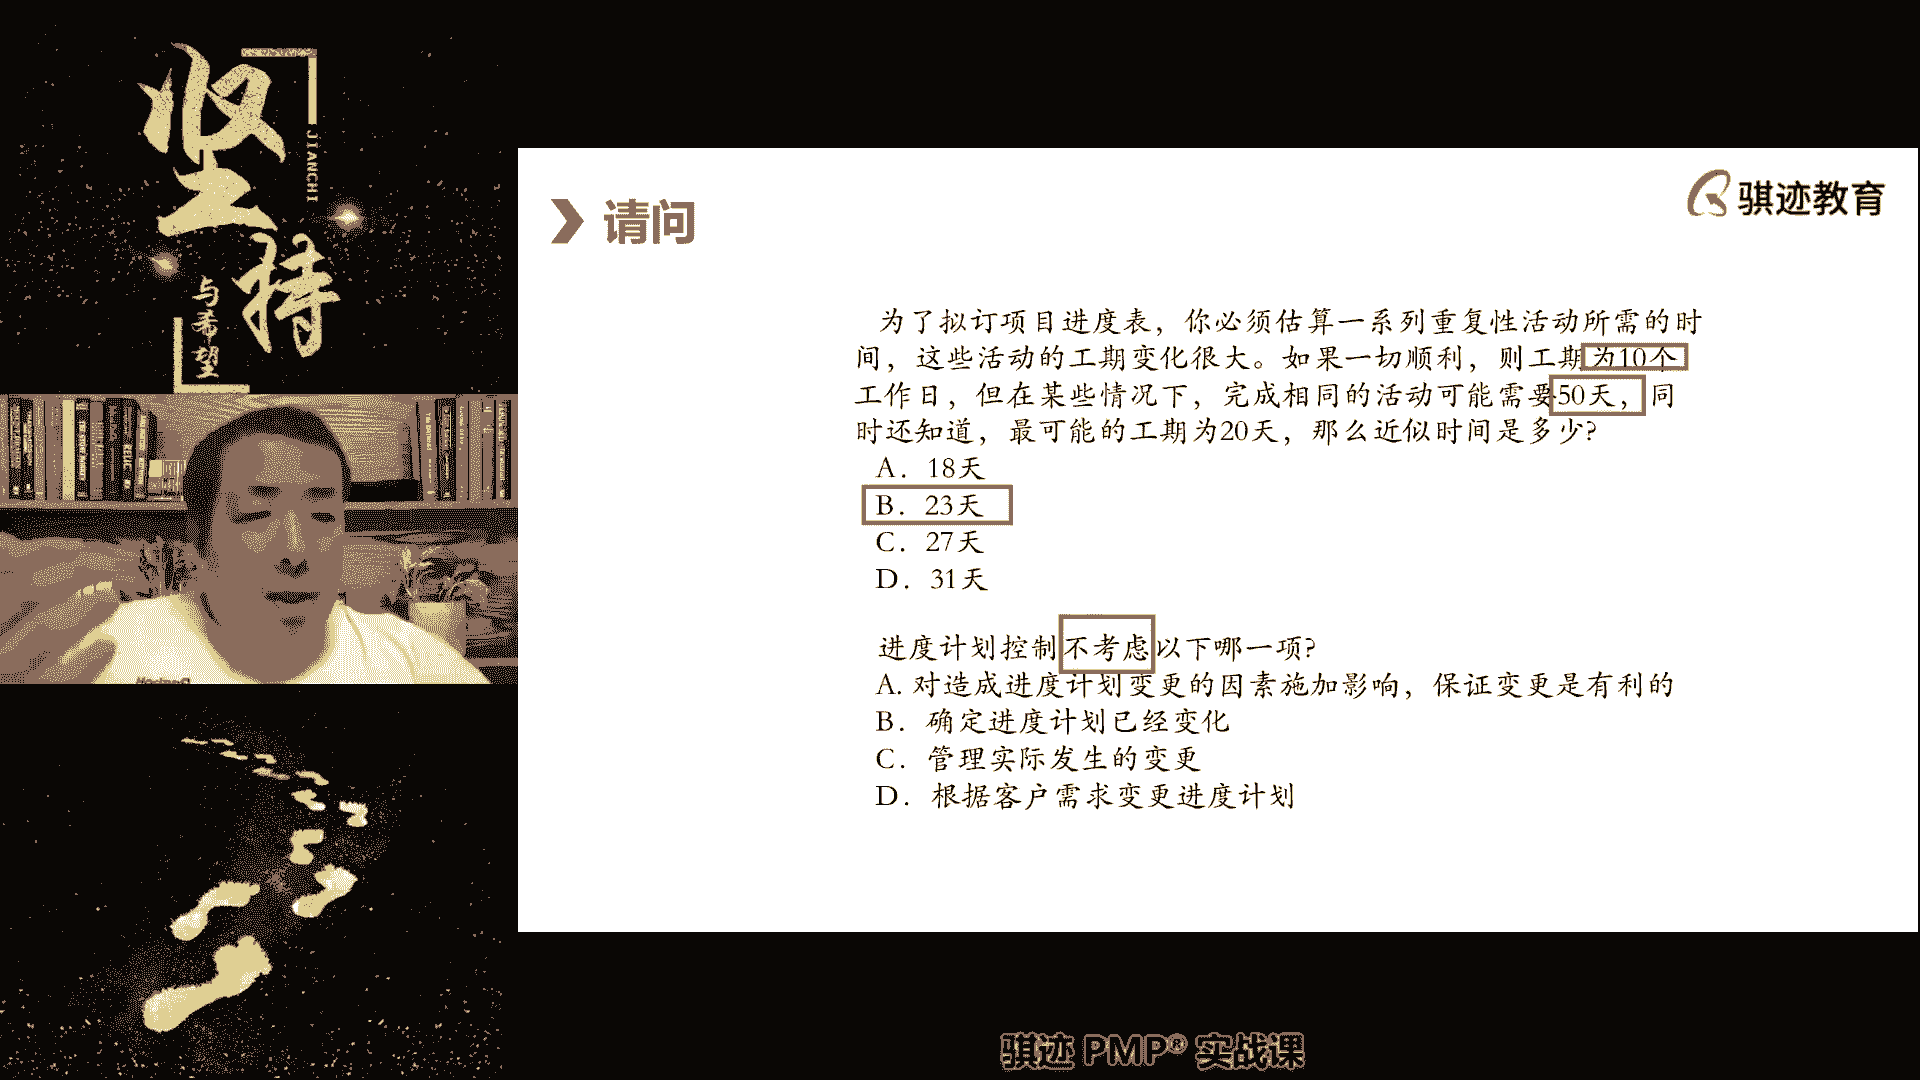 坚持
JIANCHI
与希望
请问
骐迹教育
为了拟订项目进度表，你必须估算一系列重复性活动所需的时
间，这些活动的工期变化很大。如果一切顺利，则工期为10个
工作日，但在某些情况下，完成相同的活动可能需要50天，同
时还知道，最可能的工期为20天，那么近似时间是多少?
A．18天
B．23天
C．27天
D．31天
进度计划控制不考虑以下哪一项?
A. 对造成进度计划变更的因素施加影响，保证变更是有利的
B．确定进度计划已经变化
C．管理实际发生的变更
D．根据客户需求变更进度计划
骐迹 PMP® 实战课